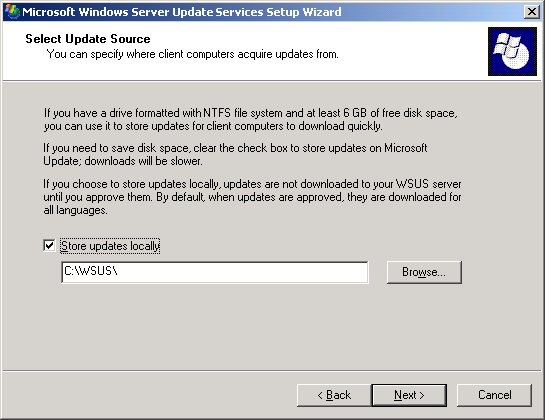 Microsoft Windows Server Update Services Setup Wizard
Select Update Source
You can specify where client computers acquire updates from.
If you have a drive formatted with NTFS file system and at least 6 GB of free disk space,
you can use it to store updates for client computers to download quickly.
If you need to save disk space, clear the check box to store updates on Microsoft
Update; downloads will be slower.
If you choose to store updates locally, updates are not downloaded to your WSUS server
until you approve them. By default, when updates are approved, they are downloaded for
all languages.
Store updates locally
C:\WSUS\
Browse...
< Back
Next >
Cancel